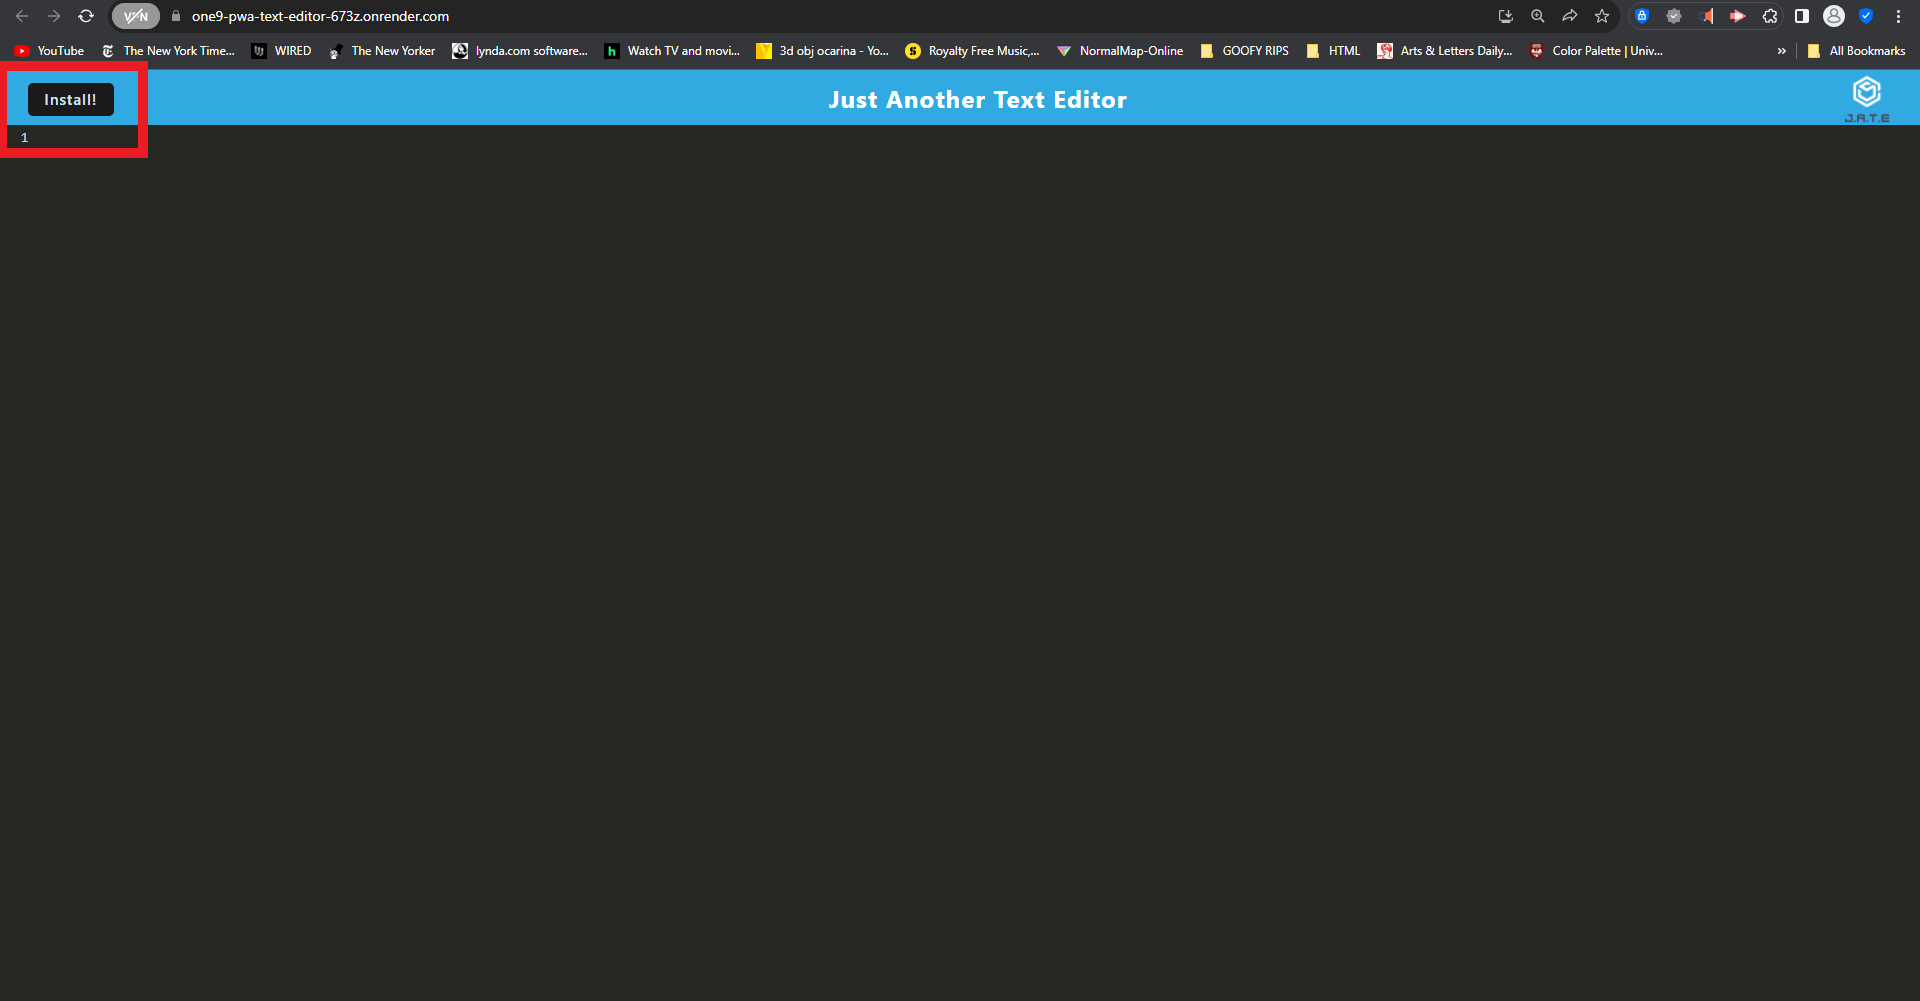 VPN one9-pwa-text-editor-673z.onrender.com
YouTube The New York Time... WIRED The New Yorker lynda.com software... Watch TV and movi... 3d obj ocarina - Yo... Royalty Free Music,... NormalMap-Online GOOFY RIPS HTML Arts & Letters Daily... Color Palette | Univ... » All Bookmarks
Install! Just Another Text Editor
J.A.T.E
1